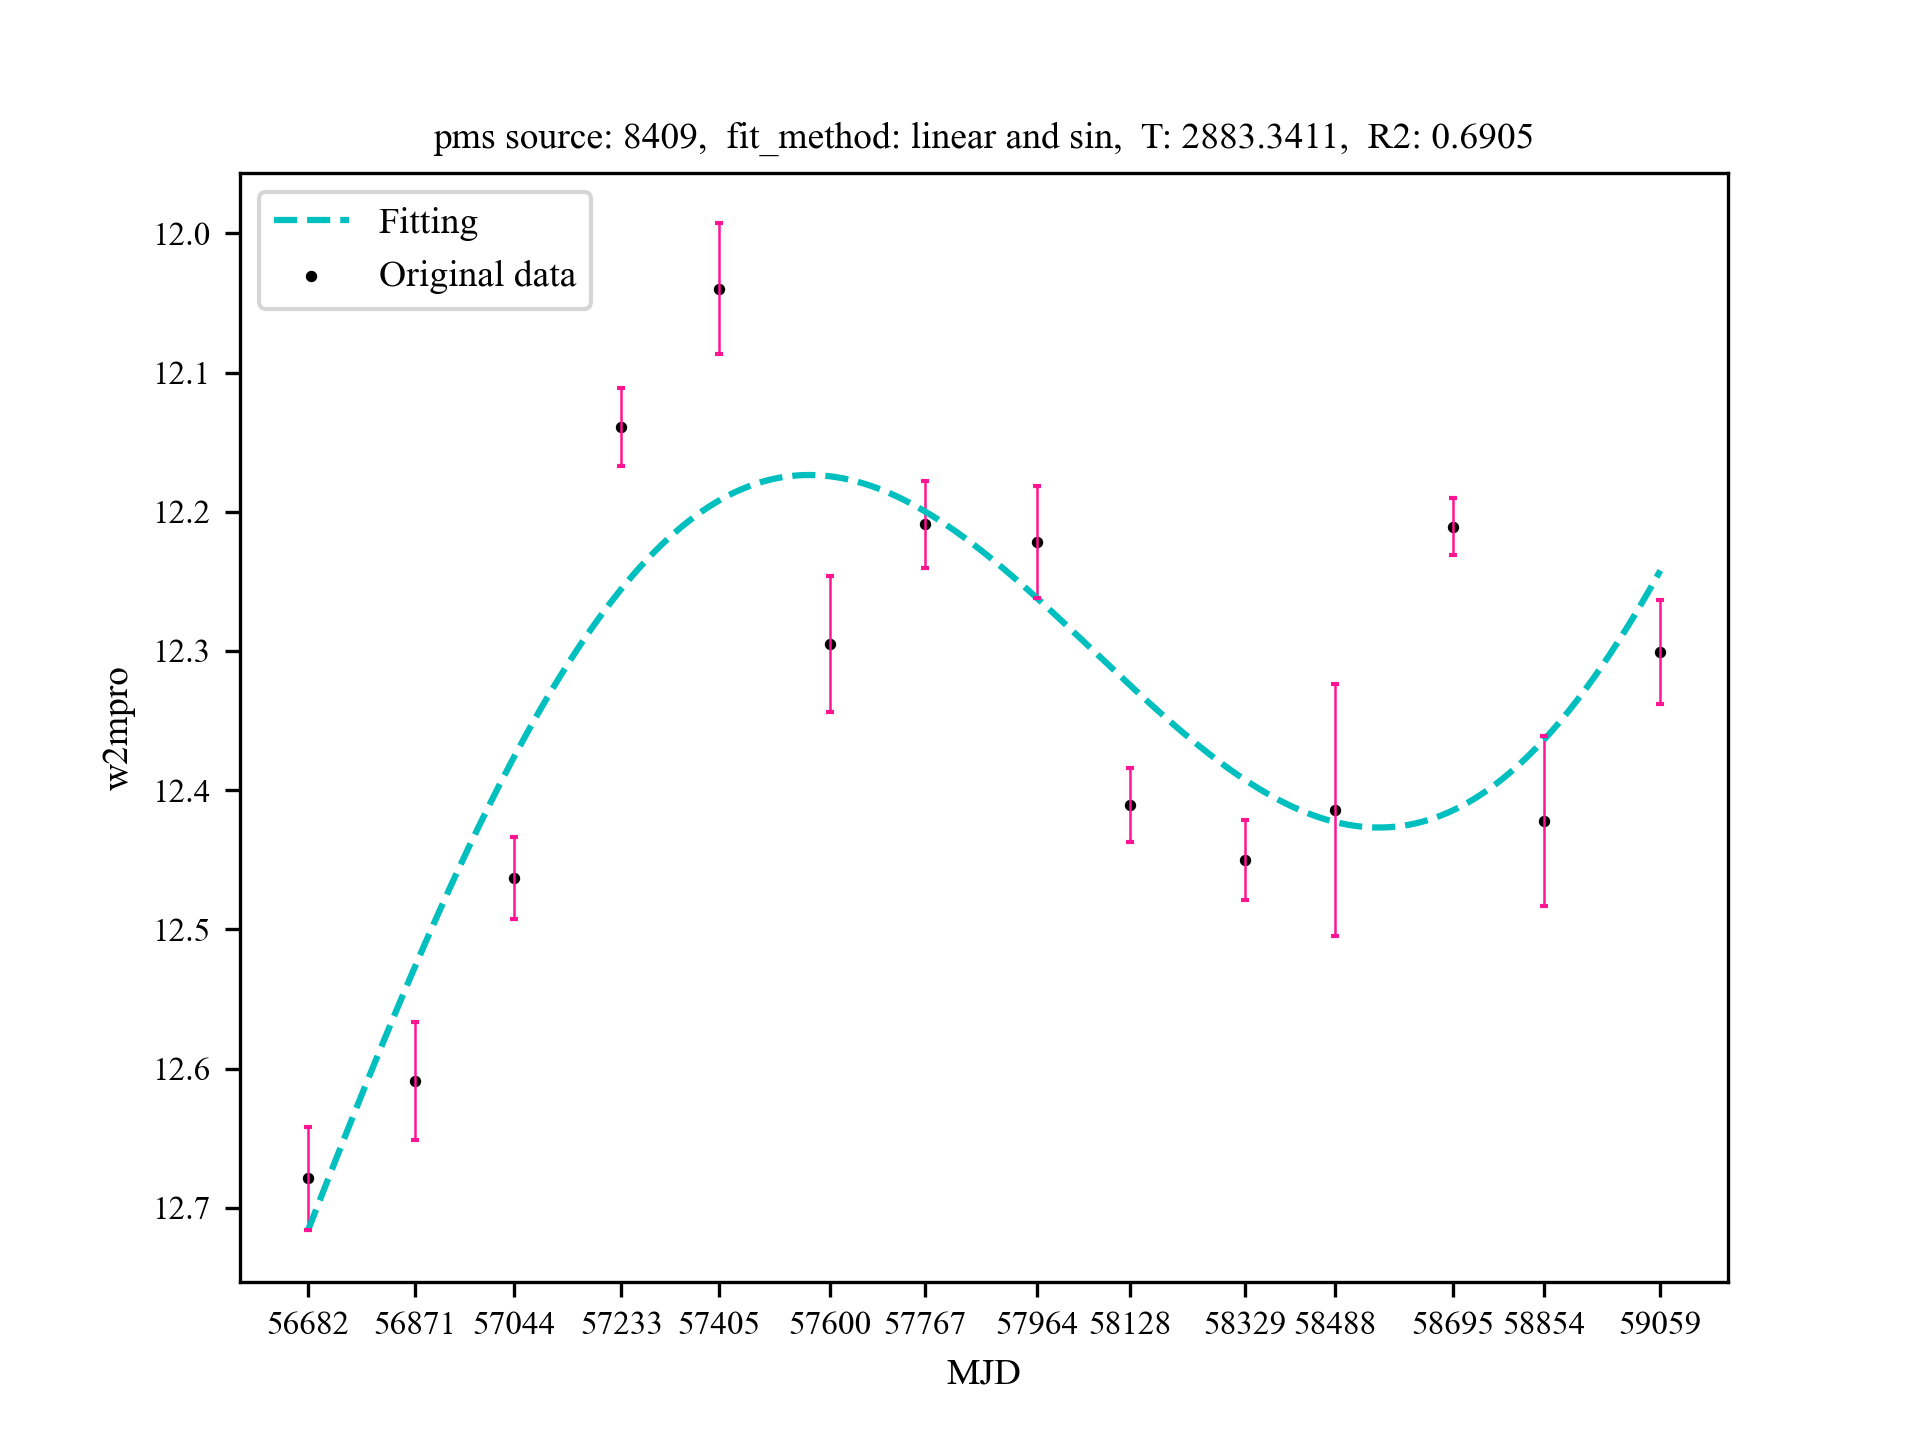 pms source: 8409,  fit_method: linear and sin,  T: 2883.3411,  R2: 0.6905
Fitting
Original data
12.0
12.1
12.2
12.3
12.4
12.5
12.6
12.7
w2mpro
56682 56871 57044 57233 57405 57600 57767 57964 58128 58329 58488 58695 58854 59059
MJD